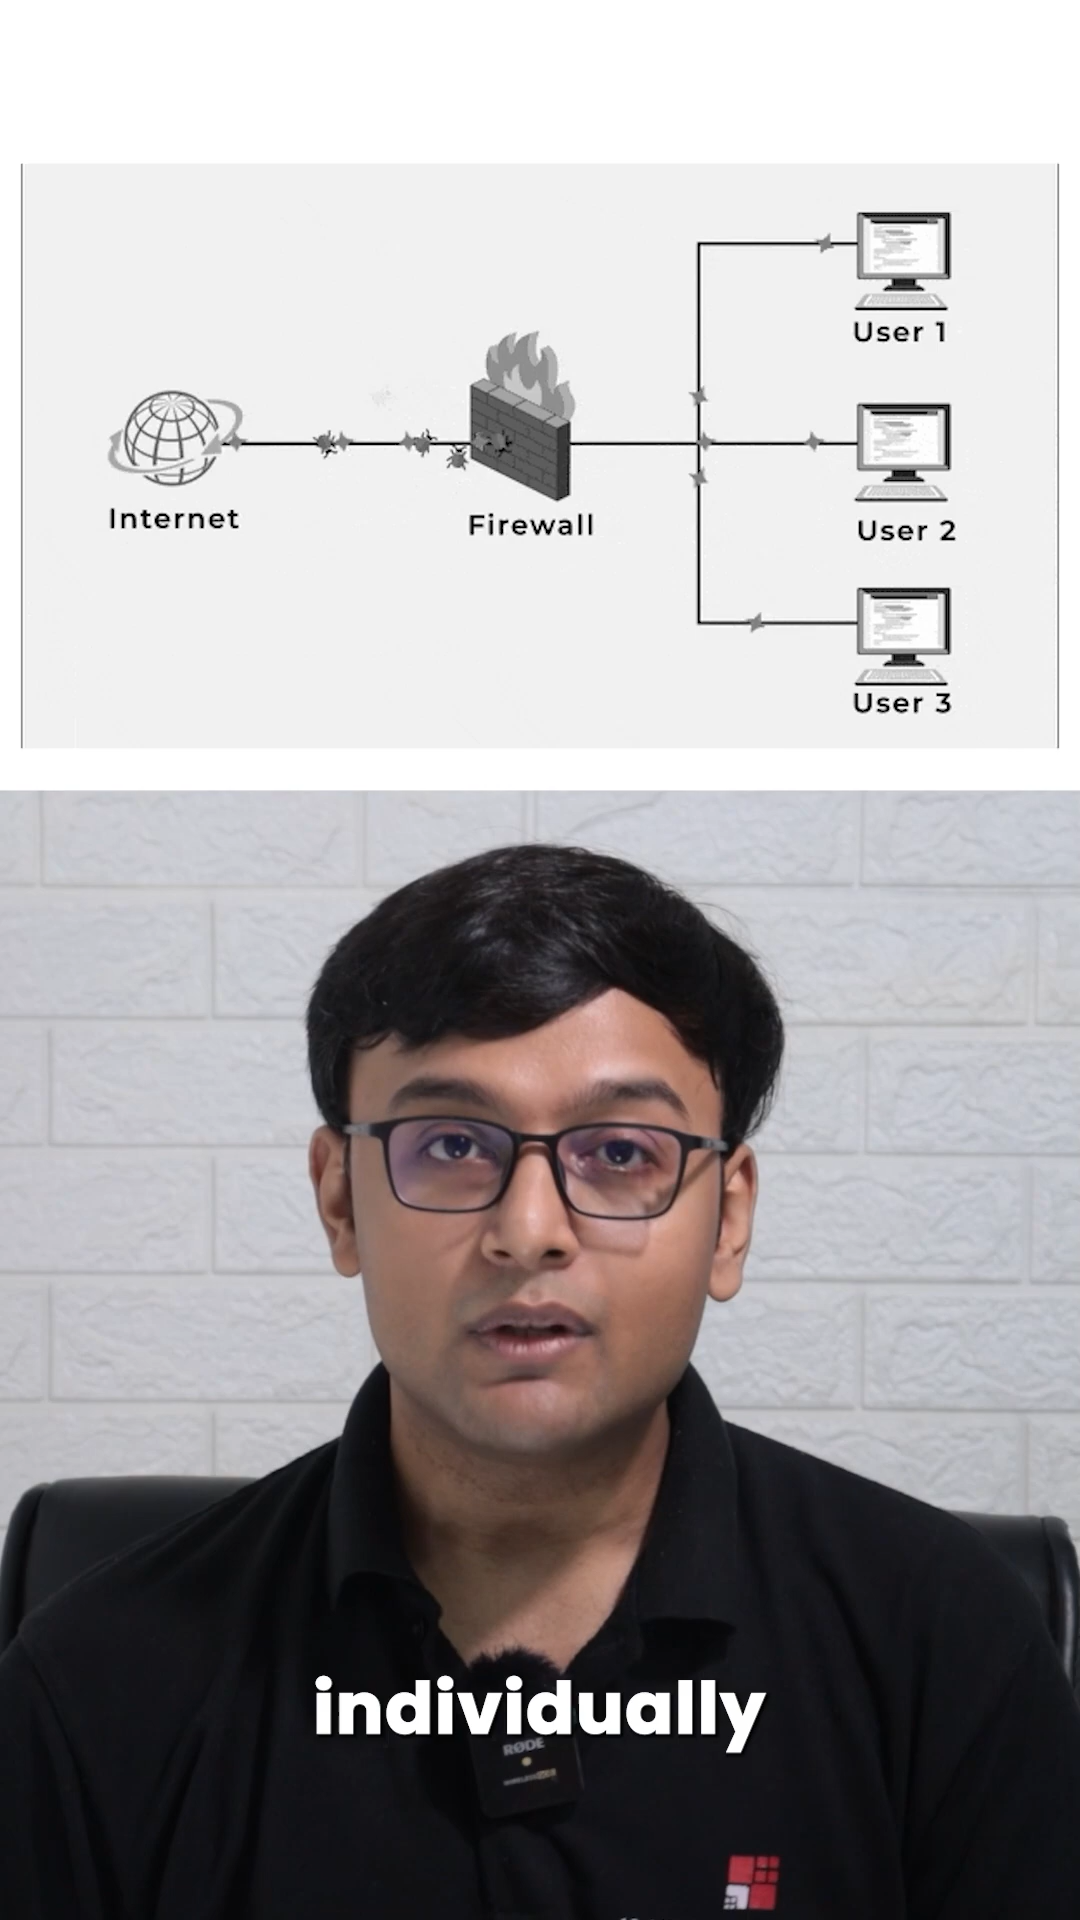 User 1
Internet
Firewall
User 2
User 3
individually
RØDE